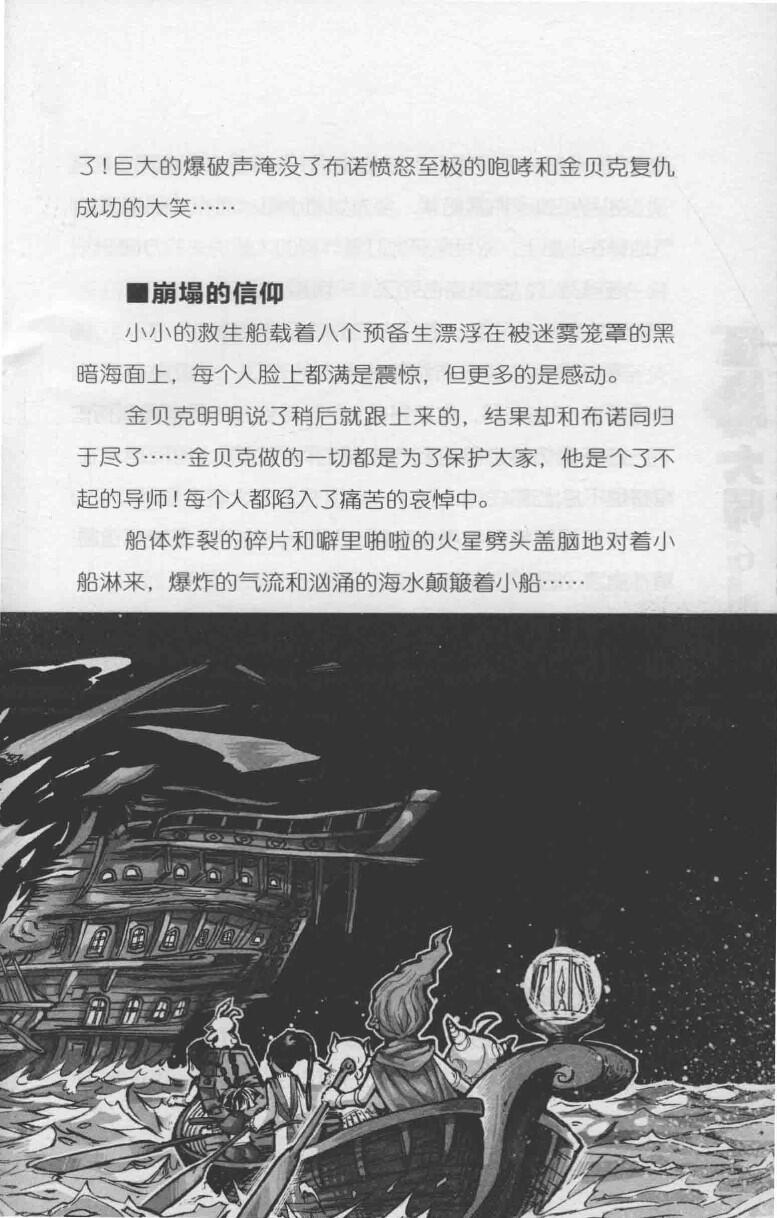 了!巨大的爆破声淹没了布诺愤怒至极的咆哮和金贝克复仇
成功的大笑……
■崩塌的信仰
小小的救生船载着八个预备生漂浮在被迷雾笼罩的黑
暗海面上，每个人脸上都满是震惊，但更多的是感动。
金贝克明明说了稍后就跟上来的，结果却和布诺同归
于尽了……金贝克做的一切都是为了保护大家，他是个了不
起的导师!每个人都陷入了痛苦的哀悼中。
船体炸裂的碎片和噼里啪啦的火星劈头盖脑地对着小
船淋来，爆炸的气流和汹涌的海水颠簸着小船……